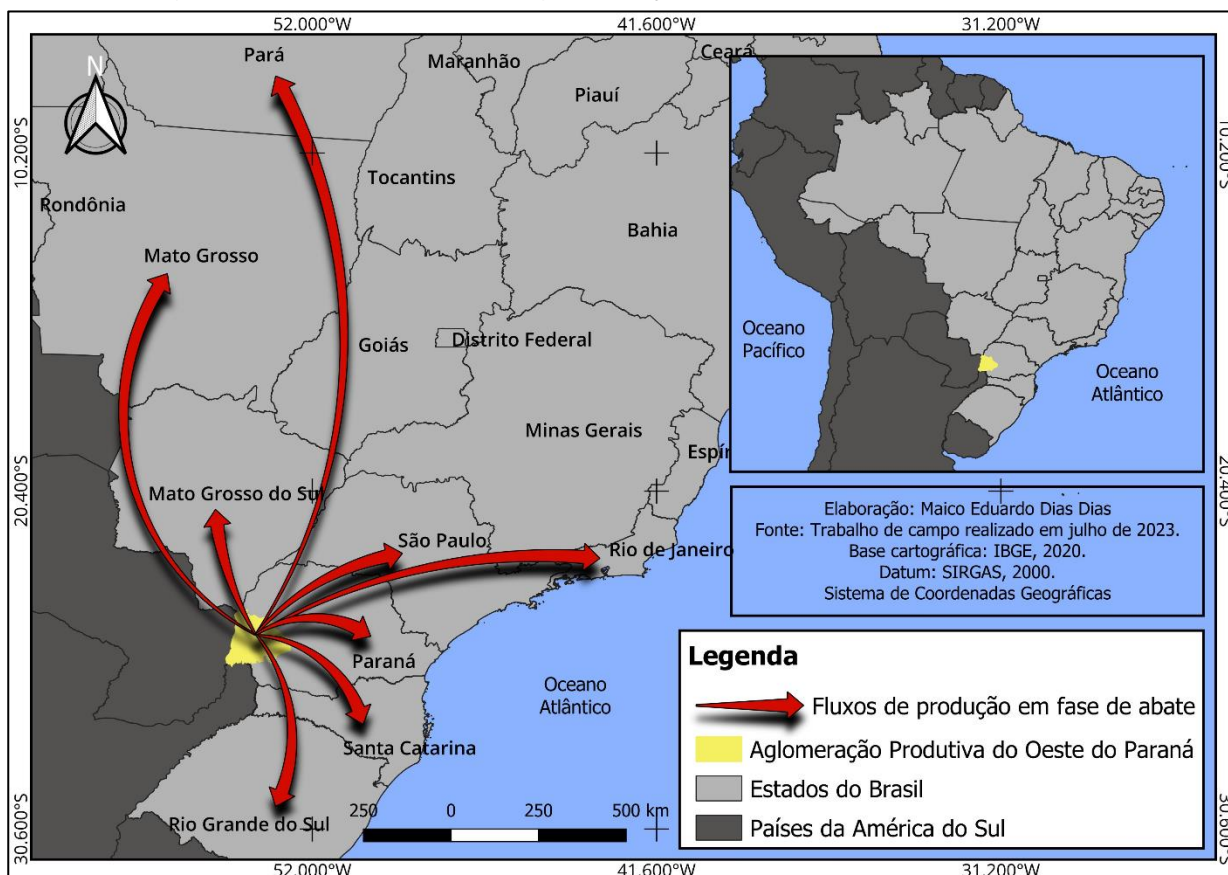 52.000°W 41.600°W 31.200°W
10.200°S
20.400°S
30.600°S
10.200°S
20.400°S
30.600°S
N
Pará
Maranhão
Ceará
Piauí
Rondônia
Tocantins
Bahia
Mato Grosso
Goiás
Distrito Federal
Minas Gerais
Espír
Mato Grosso do Sul
São Paulo
Rio de Janeiro
Paraná
Santa Catarina
Rio Grande do Sul
Oceano
Atlântico
Oceano
Pacífico
Oceano
Atlântico
Elaboração: Maico Eduardo Dias Dias
Fonte: Trabalho de campo realizado em julho de 2023.
Base cartográfica: IBGE, 2020.
Datum: SIRGAS, 2000.
Sistema de Coordenadas Geográficas
Legenda
Fluxos de produção em fase de abate
Aglomeração Produtiva do Oeste do Paraná
Estados do Brasil
Países da América do Sul
250 0 250 500 km
52.000°W 41.600°W 31.200°W